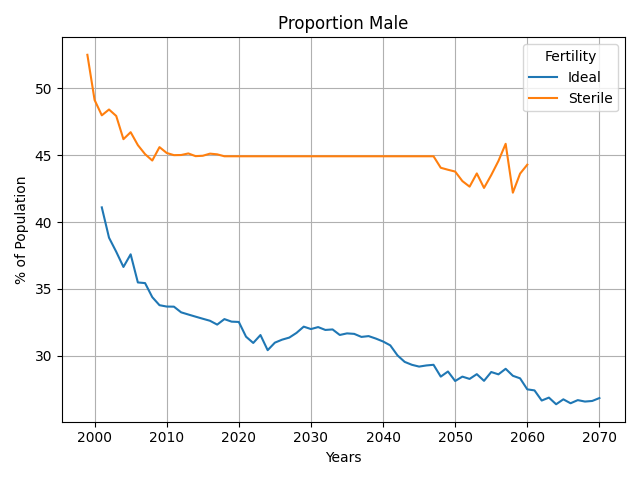 Proportion Male
Fertility
Ideal
Sterile
% of Population
50
45
40
35
30
2000 2010 2020 2030 2040 2050 2060 2070
Years